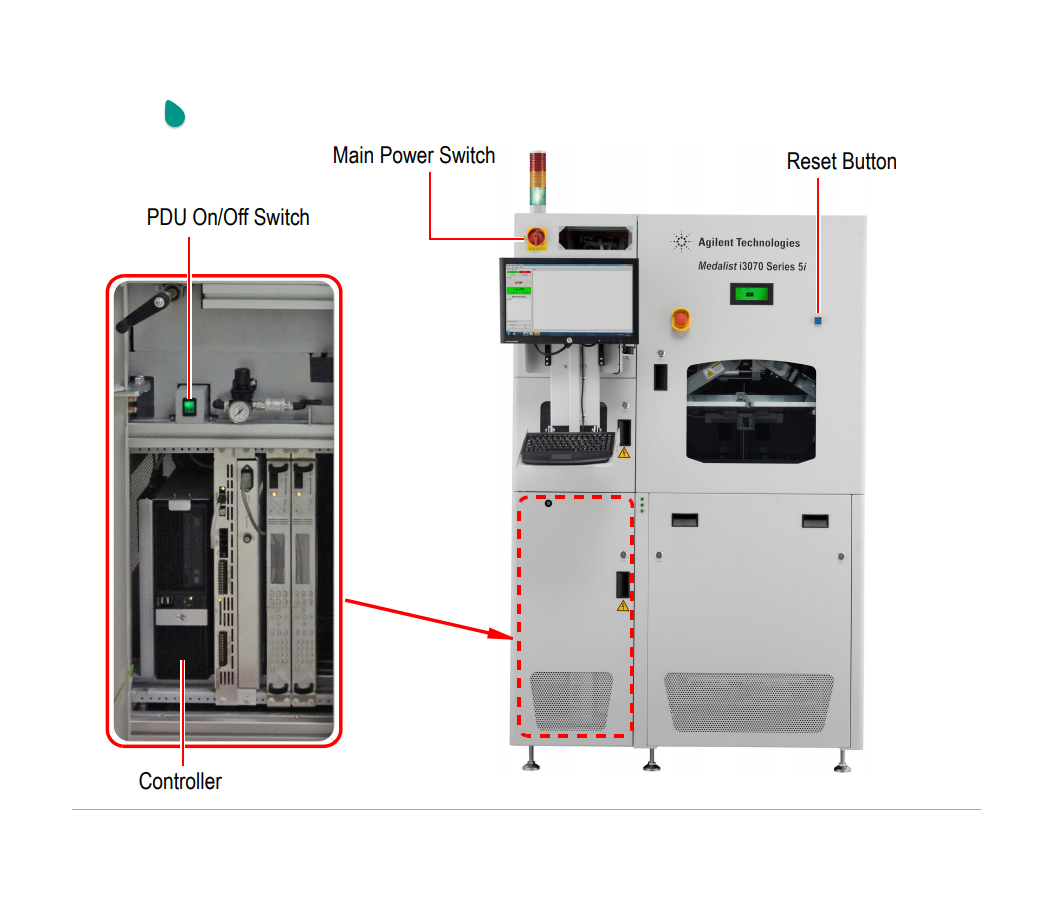 Main Power Switch
Reset Button
PDU On/Off Switch
Agilent Technologies
Medalist i3070 Series 5i
Controller